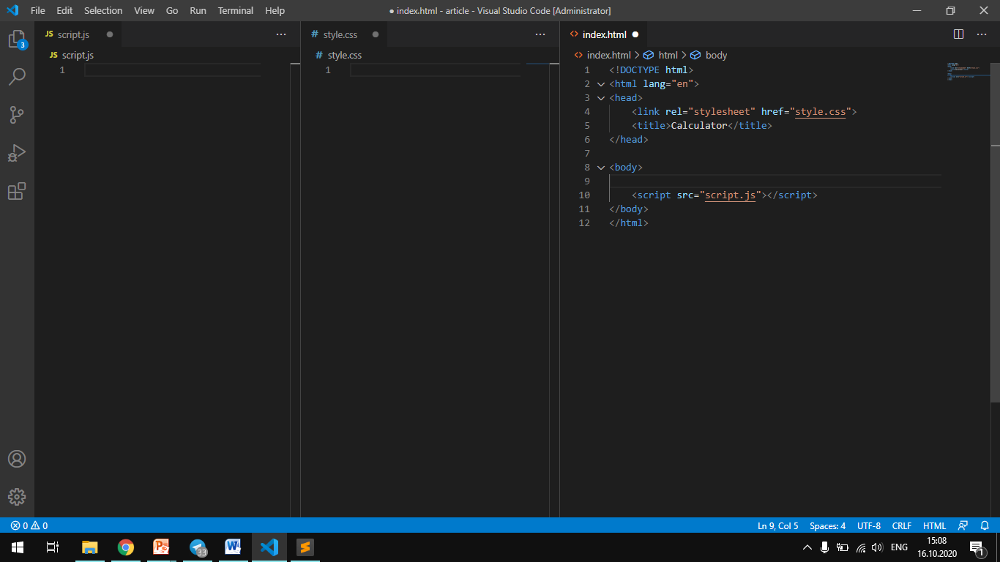 File Edit Selection View Go Run Terminal Help ● index.html - article - Visual Studio Code [Administrator]
JS script.js ● ···
# style.css ● ···
<> index.html ● ···
3
JS script.js
1
# style.css
1
<> index.html > html > body
1 <!DOCTYPE html>
2 <html lang="en">
3 <head>
4 <link rel="stylesheet" href="style.css">
5 <title>Calculator</title>
6 </head>
7
8 <body>
9
10 <script src="script.js"></script>
11 </body>
12 </html>
0 0 Ln 9, Col 5 Spaces: 4 UTF-8 CRLF HTML
P 33 W S ENG 15:08
16.10.2020 1